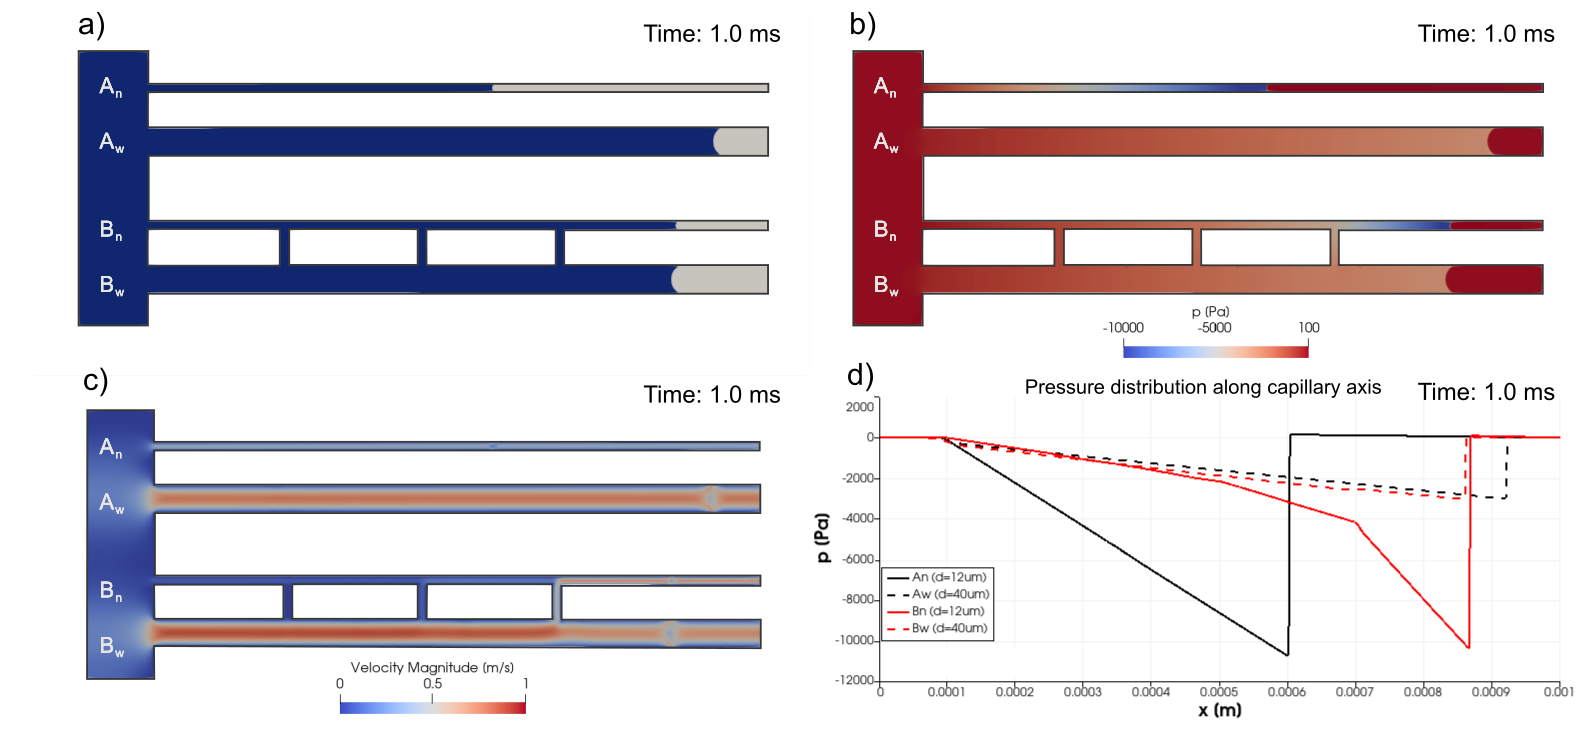 a)
Time: 1.0 ms
An
Aw
Bn
Bw
b)
Time: 1.0 ms
An
Aw
Bn
Bw
p (Pa)
-10000 -5000 100
c)
Time: 1.0 ms
An
Aw
Bn
Bw
Velocity Magnitude (m/s)
0 0.5 1
d)
Pressure distribution along capillary axis
Time: 1.0 ms
2000
0
-2000
-4000
-6000
-8000
-10000
-12000
p (Pa)
An (d=12um)
Aw (d=40um)
Bn (d=12um)
Bw (d=40um)
0 0.0001 0.0002 0.0003 0.0004 0.0005 0.0006 0.0007 0.0008 0.0009 0.001
x (m)